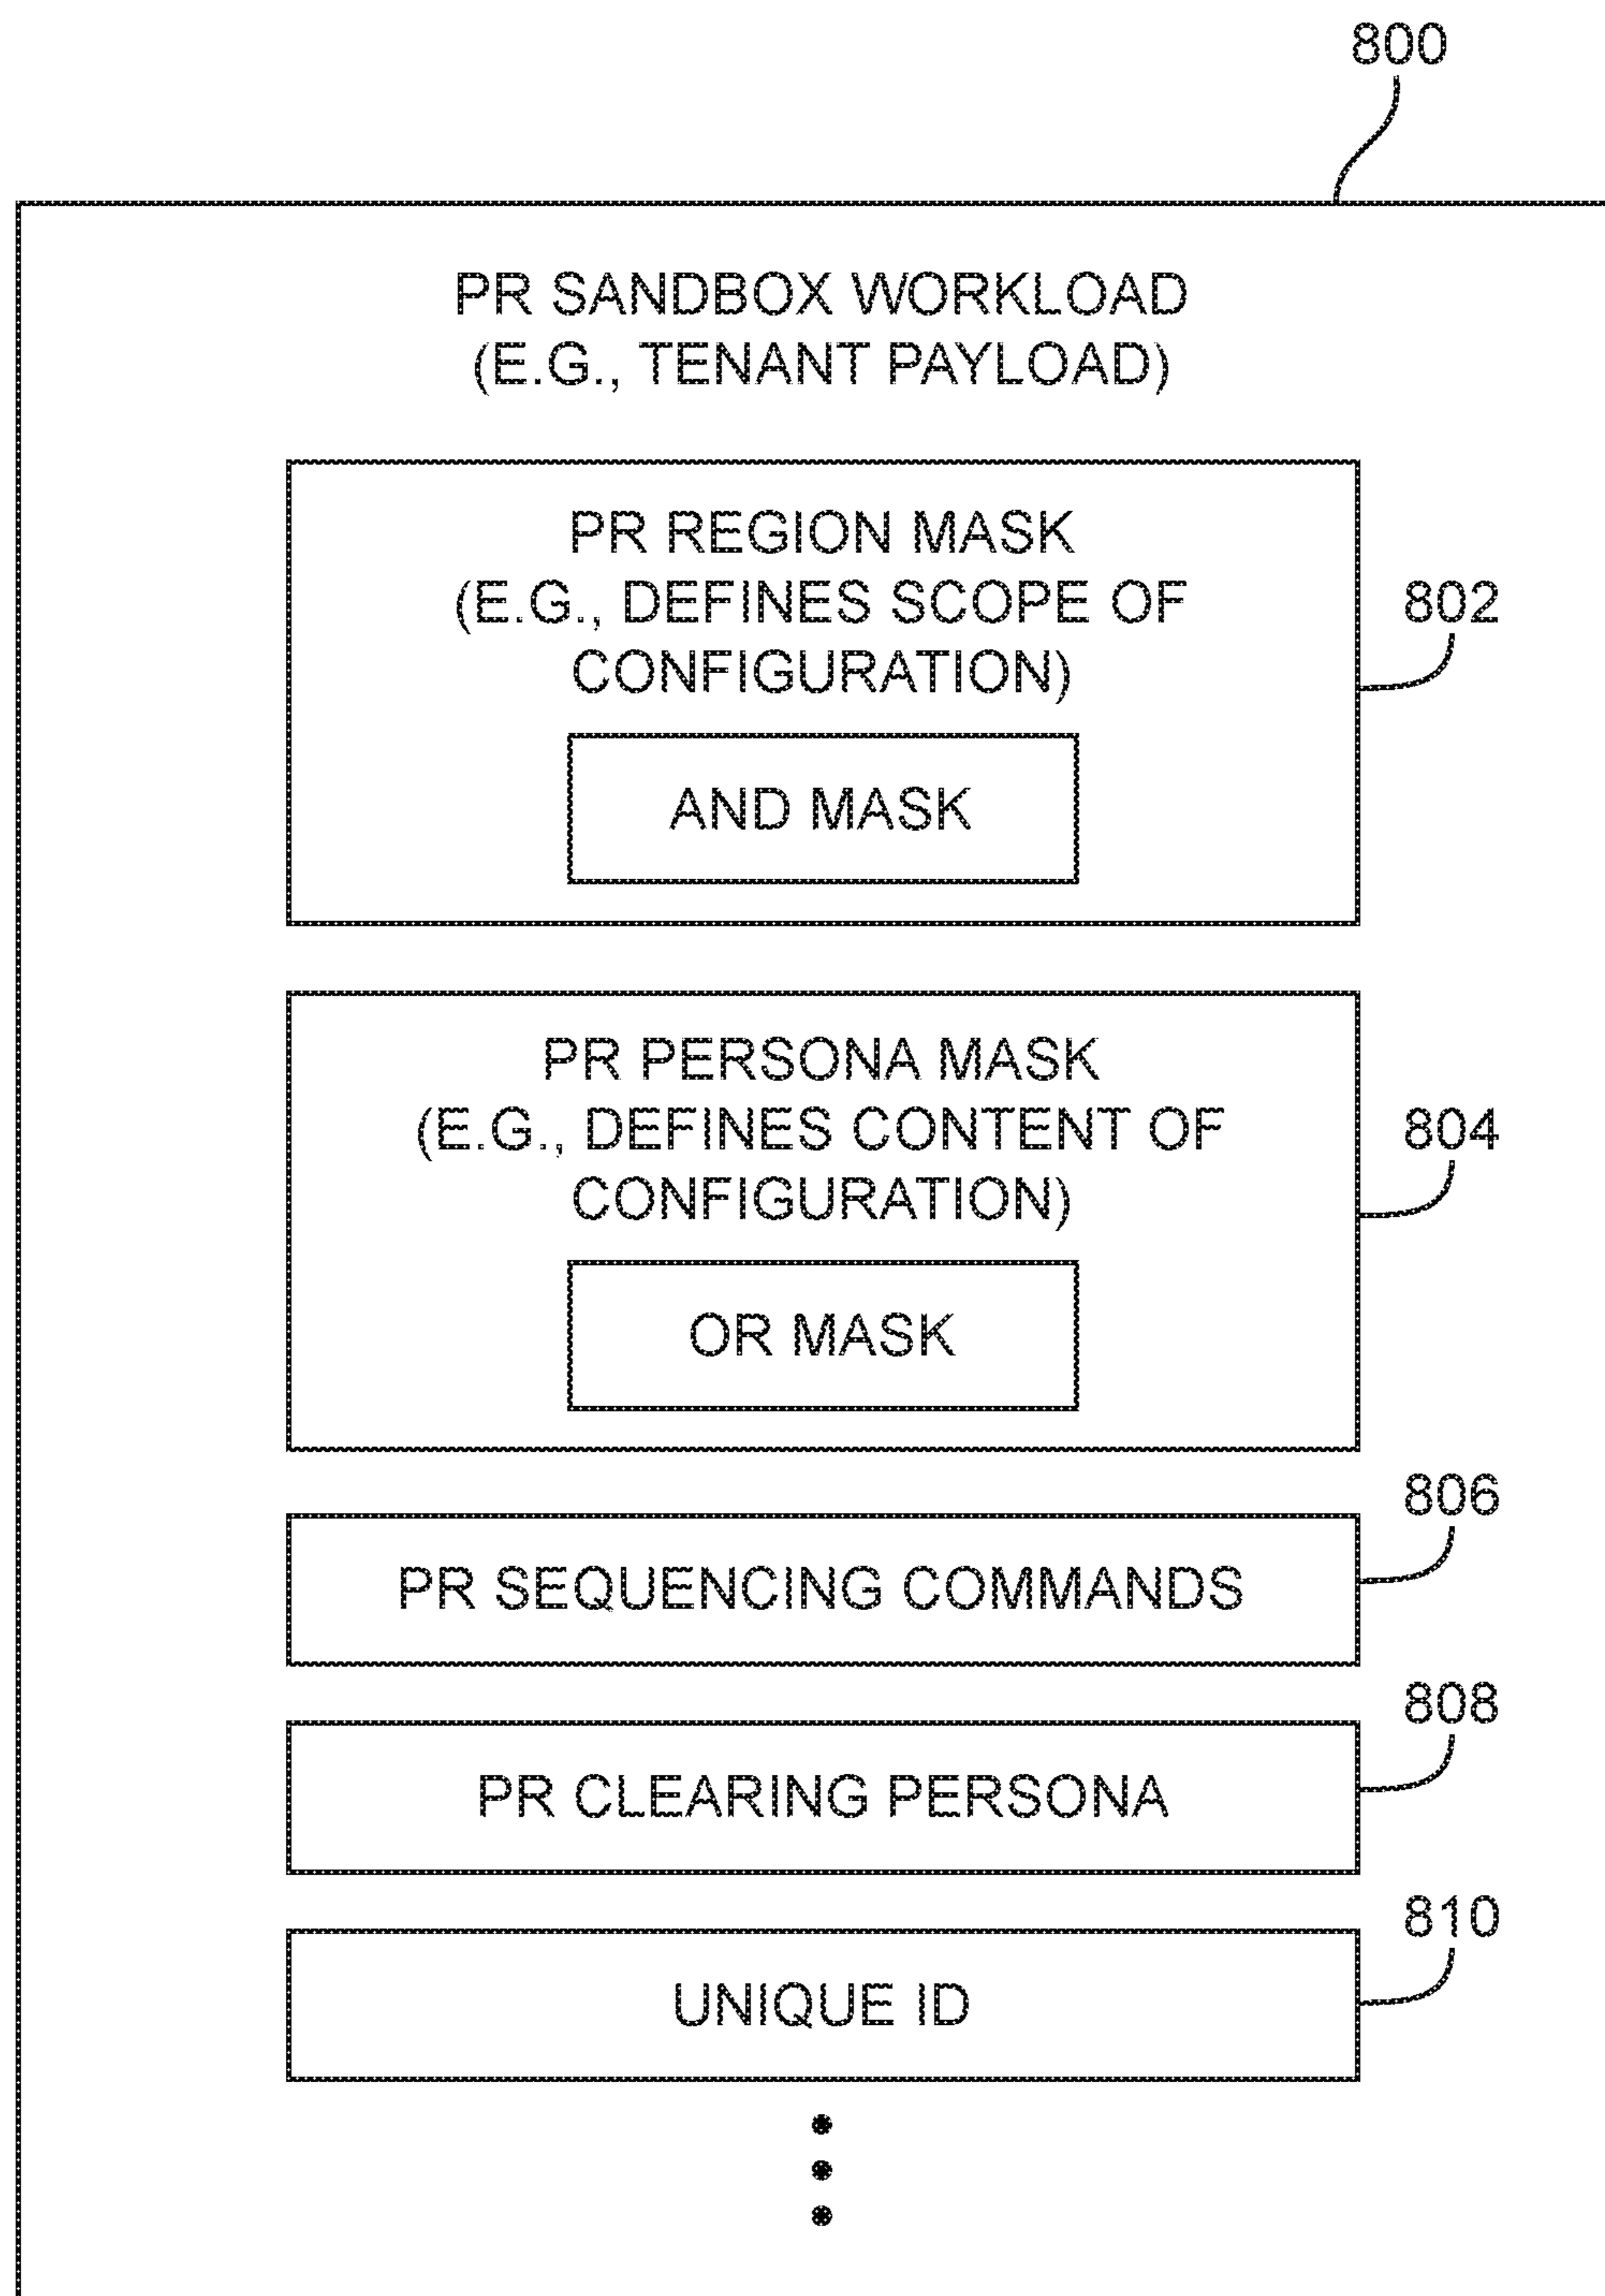 800
PR SANDBOX WORKLOAD
(E.G., TENANT PAYLOAD)
PR REGION MASK
(E.G., DEFINES SCOPE OF
CONFIGURATION)
802
AND MASK
PR PERSONA MASK
(E.G., DEFINES CONTENT OF
CONFIGURATION)
804
OR MASK
806
PR SEQUENCING COMMANDS
808
PR CLEARING PERSONA
810
UNIQUE ID